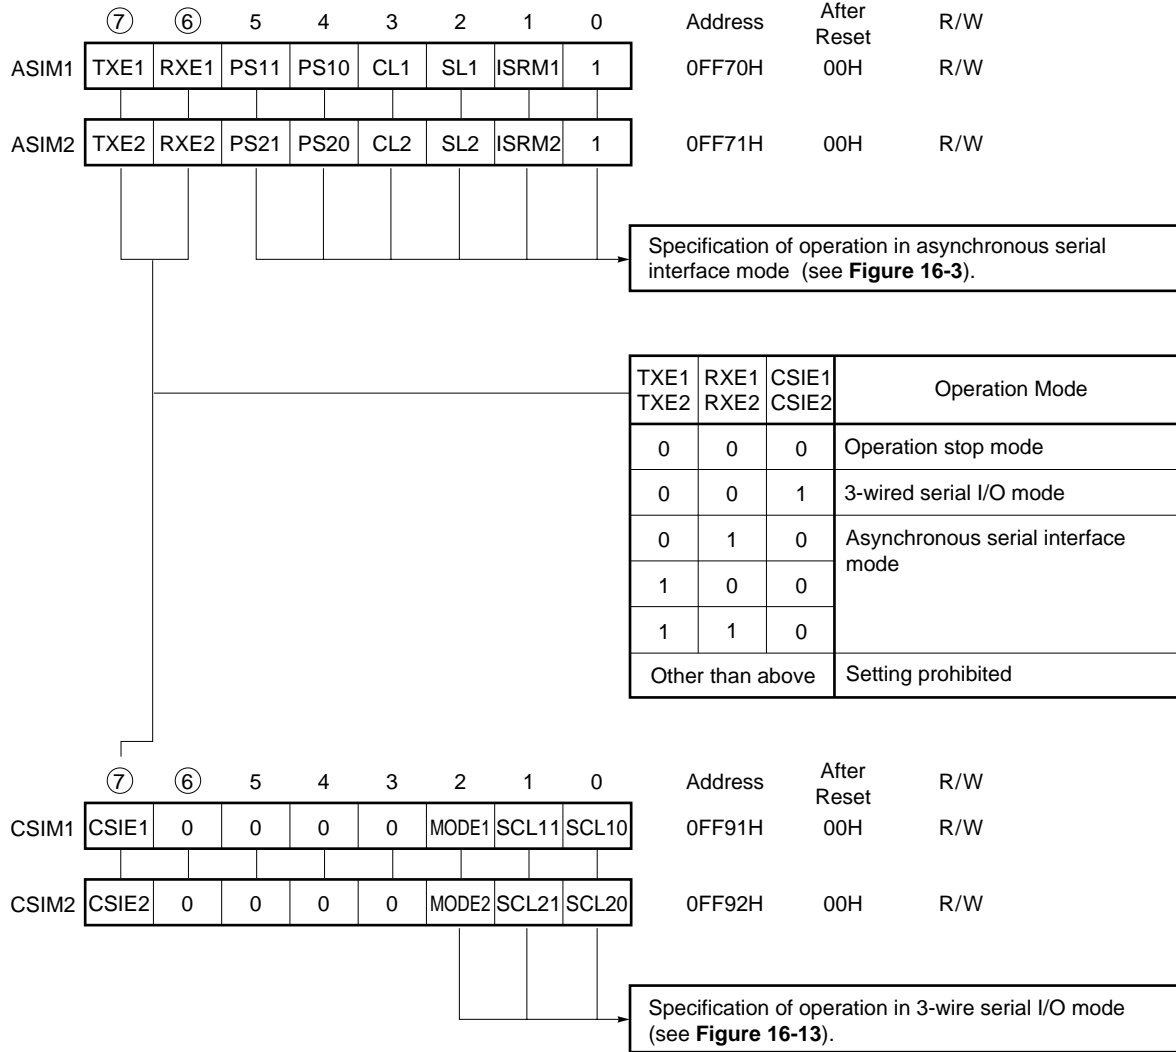 ⑦ ⑥ 5 4 3 2 1 0 Address After Reset R/W
ASIM1 TXE1 RXE1 PS11 PS10 CL1 SL1 ISRM1 1 0FF70H 00H R/W
ASIM2 TXE2 RXE2 PS21 PS20 CL2 SL2 ISRM2 1 0FF71H 00H R/W
Specification of operation in asynchronous serial
interface mode (see Figure 16-3).
TXE1 RXE1 CSIE1 Operation Mode
TXE2 RXE2 CSIE2
0 0 0 Operation stop mode
0 0 1 3-wired serial I/O mode
0 1 0 Asynchronous serial interface
mode
1 0 0
1 1 0
Other than above Setting prohibited
⑦ ⑥ 5 4 3 2 1 0 Address After Reset R/W
CSIM1 CSIE1 0 0 0 0 MODE1 SCL11 SCL10 0FF91H 00H R/W
CSIM2 CSIE2 0 0 0 0 MODE2 SCL21 SCL20 0FF92H 00H R/W
Specification of operation in 3-wire serial I/O mode
(see Figure 16-13).